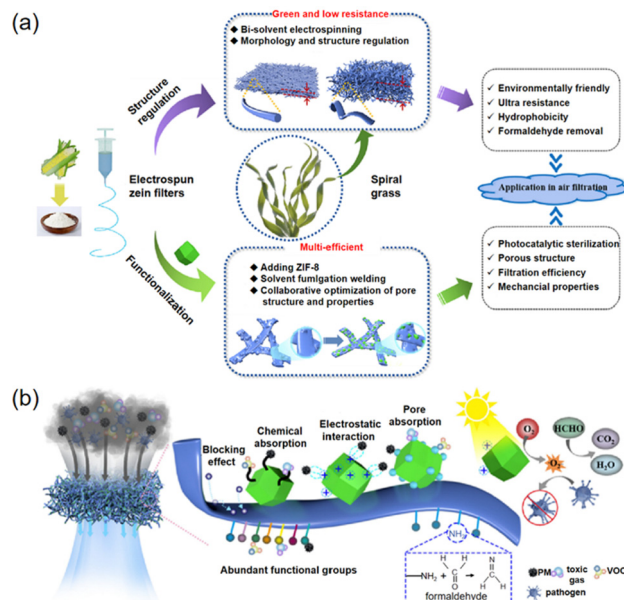 (a)
Green and low resistance
◆ Bi-solvent electrospinning
◆ Morphology and structure regulation
Structure
regulation
Electrospun
zein filters
Spiral
grass
✓ Environmentally friendly
✓ Ultra resistance
✓ Hydrophobicity
✓ Formaldehyde removal
Application in air filtration
Functionalization
Multi-efficient
◆ Adding ZIF-8
◆ Solvent fumigation welding
◆ Collaborative optimization of pore
structure and properties
✓ Photocatalytic sterilization
✓ Porous structure
✓ Filtration efficiency
✓ Mechancial properties
(b)
Blocking
effect
Chemical
absorption
Electrostatic
interaction
Pore
absorption
O₂
HCHO
CO₂
·O₂⁻
H₂O
Abundant functional groups
NH₂
—NH₂ + H C O H → N C H H
formaldehyde
PM
toxic
gas
VOC
pathogen